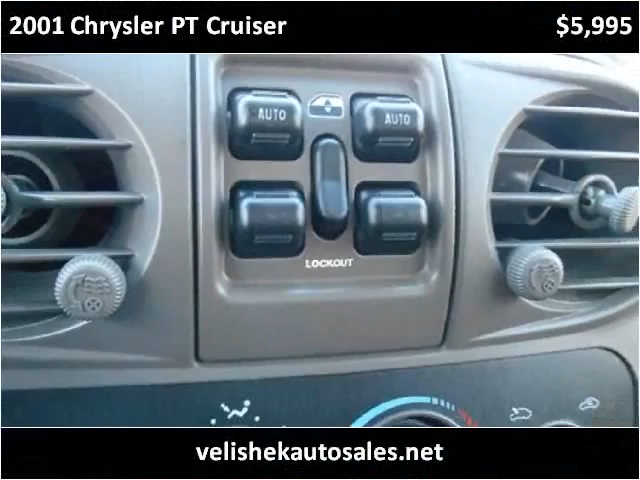 2001 Chrysler PT Cruiser $5,995
AUTO AUTO
LOCKOUT
velishekautosales.net